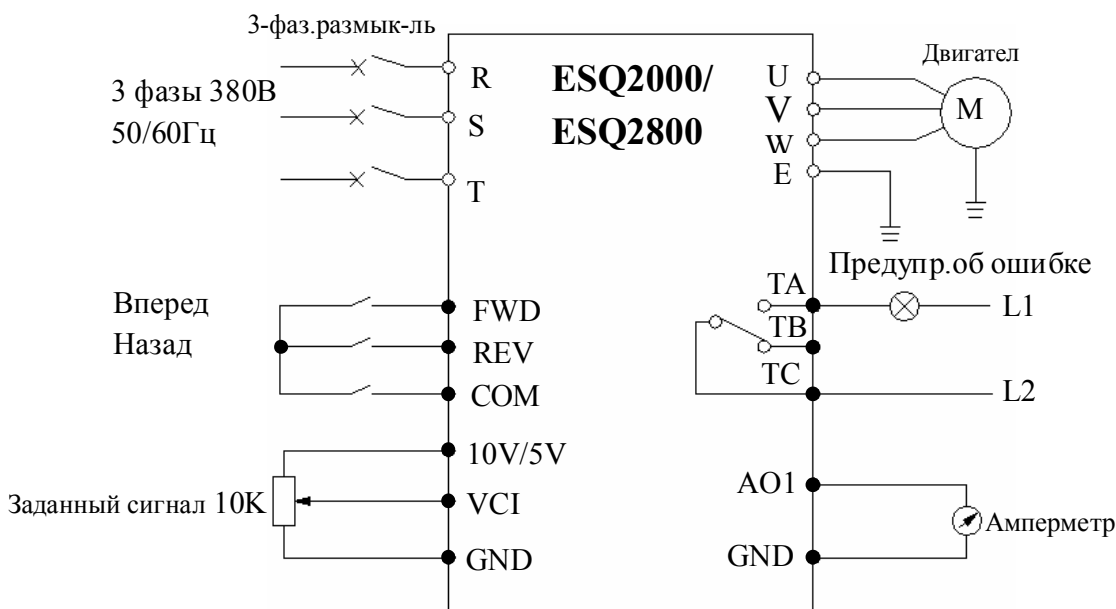 3-фаз.размык-ль
3 фазы 380В
50/60Гц
R
S
T
ESQ2000/
ESQ2800
U
V
W
E
Двигател
M
Вперед
Назад
FWD
REV
COM
Предупр.об ошибке
TA
TB
TC
L1
L2
10V/5V
Заданный сигнал 10K
VCI
GND
AO1
GND
Амперметр